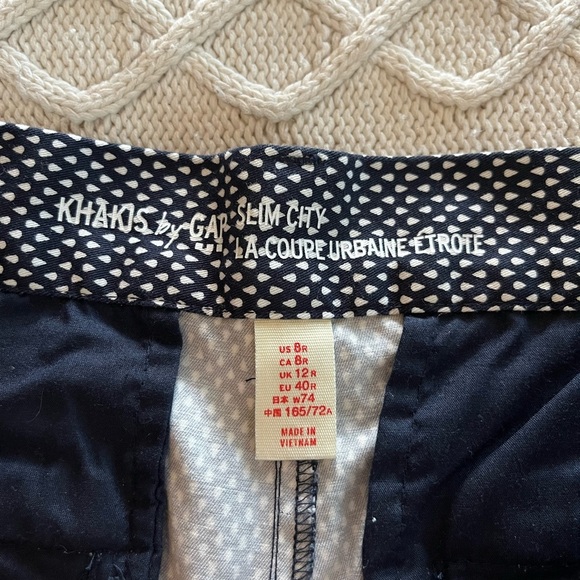 KHAKIS by GAP
SLIM CITY
LA COUPE URBAINE ÉTROITE
US 8R
CA 8R
UK 12R
EU 40R
日本 W74
中国 165/72A
MADE IN
VIETNAM